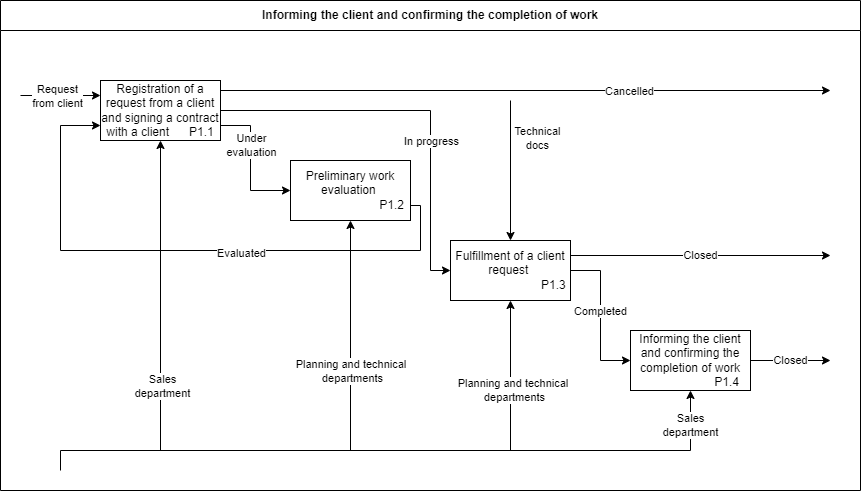 Informing the client and confirming the completion of work
Request
from client
Registration of a
request from a client
and signing a contract
with a client P1.1
Cancelled
Under
evaluation
In progress
Technical
docs
Preliminary work
evaluation
P1.2
Evaluated
Fulfillment of a client
request
P1.3
Closed
Completed
Informing the client
and confirming the
completion of work
P1.4
Closed
Sales
department
Planning and technical
departments
Planning and technical
departments
Sales
department